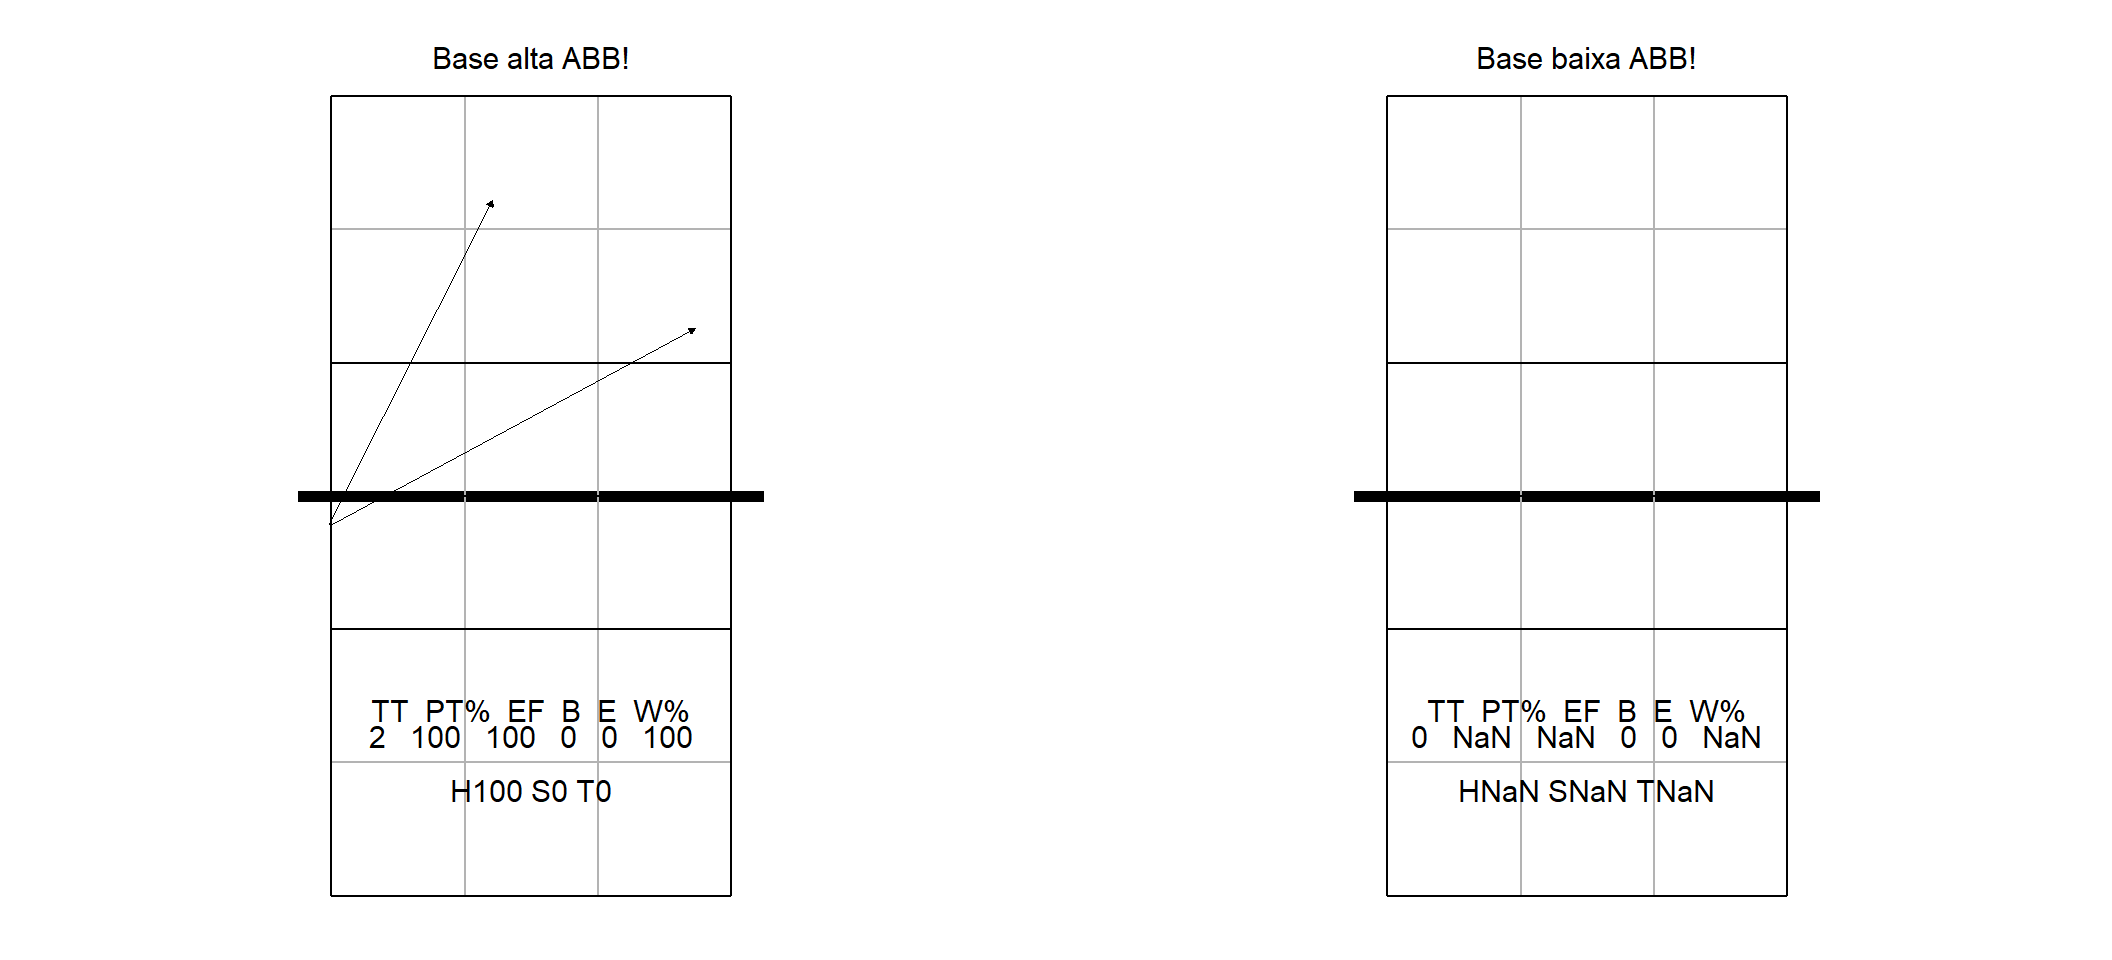 Base alta ABB!
TT PT% EF B E W%
2 100 100 0 0 100
H100 S0 T0
Base baixa ABB!
TT PT% EF B E W%
0 NaN NaN 0 0 NaN
HNaN SNaN TNaN